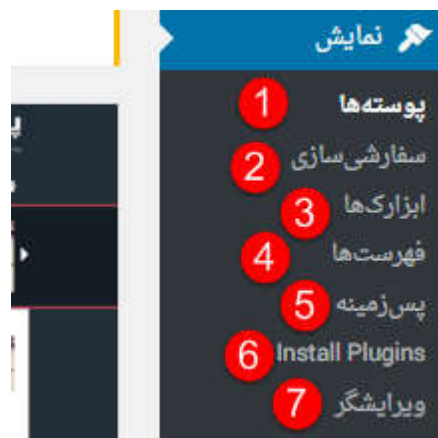 نمایش
پوسته‌ها 1
سفارشی‌سازی 2
ابزارک‌ها 3
فهرست‌ها 4
پس‌زمینه 5
Install Plugins 6
ویرایشگر 7